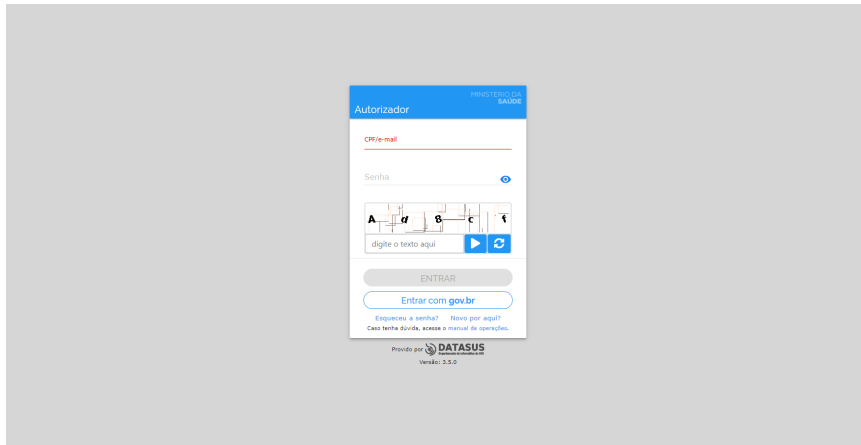 MINISTÉRIO DA
SAÚDE
Autorizador
CPF/e-mail
Senha
A d B c f
digite o texto aqui
ENTRAR
Entrar com gov.br
Esqueceu a senha? Novo por aqui?
Caso tenha dúvida, acesse o manual de operações.
Provido por DATASUS
Versão: 3.5.0